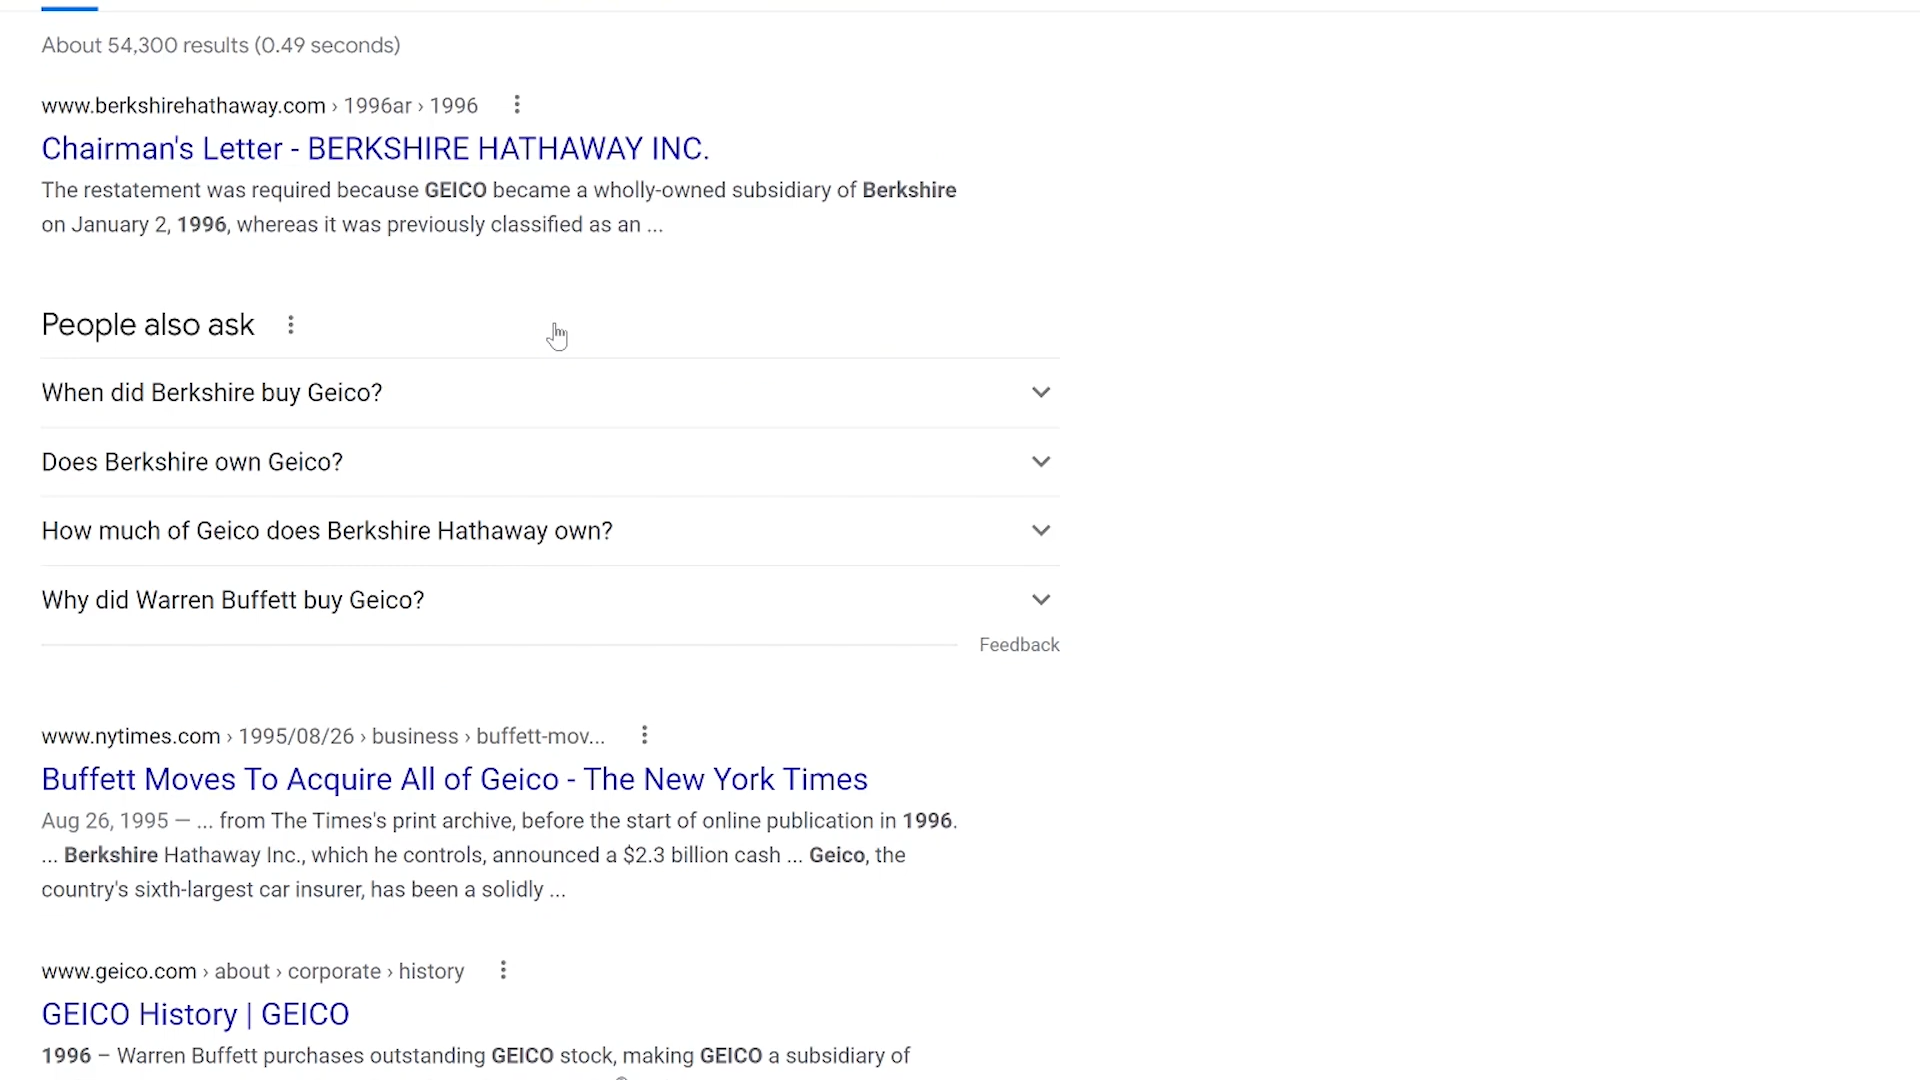 About 54,300 results (0.49 seconds)
www.berkshirehathaway.com › 1996ar › 1996
Chairman's Letter - BERKSHIRE HATHAWAY INC.
The restatement was required because GEICO became a wholly-owned subsidiary of Berkshire
on January 2, 1996, whereas it was previously classified as an ...
People also ask
When did Berkshire buy Geico?
Does Berkshire own Geico?
How much of Geico does Berkshire Hathaway own?
Why did Warren Buffett buy Geico?
Feedback
www.nytimes.com › 1995/08/26 › business › buffett-mov...
Buffett Moves To Acquire All of Geico - The New York Times
Aug 26, 1995 — ... from The Times's print archive, before the start of online publication in 1996.
... Berkshire Hathaway Inc., which he controls, announced a $2.3 billion cash ... Geico, the
country's sixth-largest car insurer, has been a solidly ...
www.geico.com › about › corporate › history
GEICO History | GEICO
1996 – Warren Buffett purchases outstanding GEICO stock, making GEICO a subsidiary of